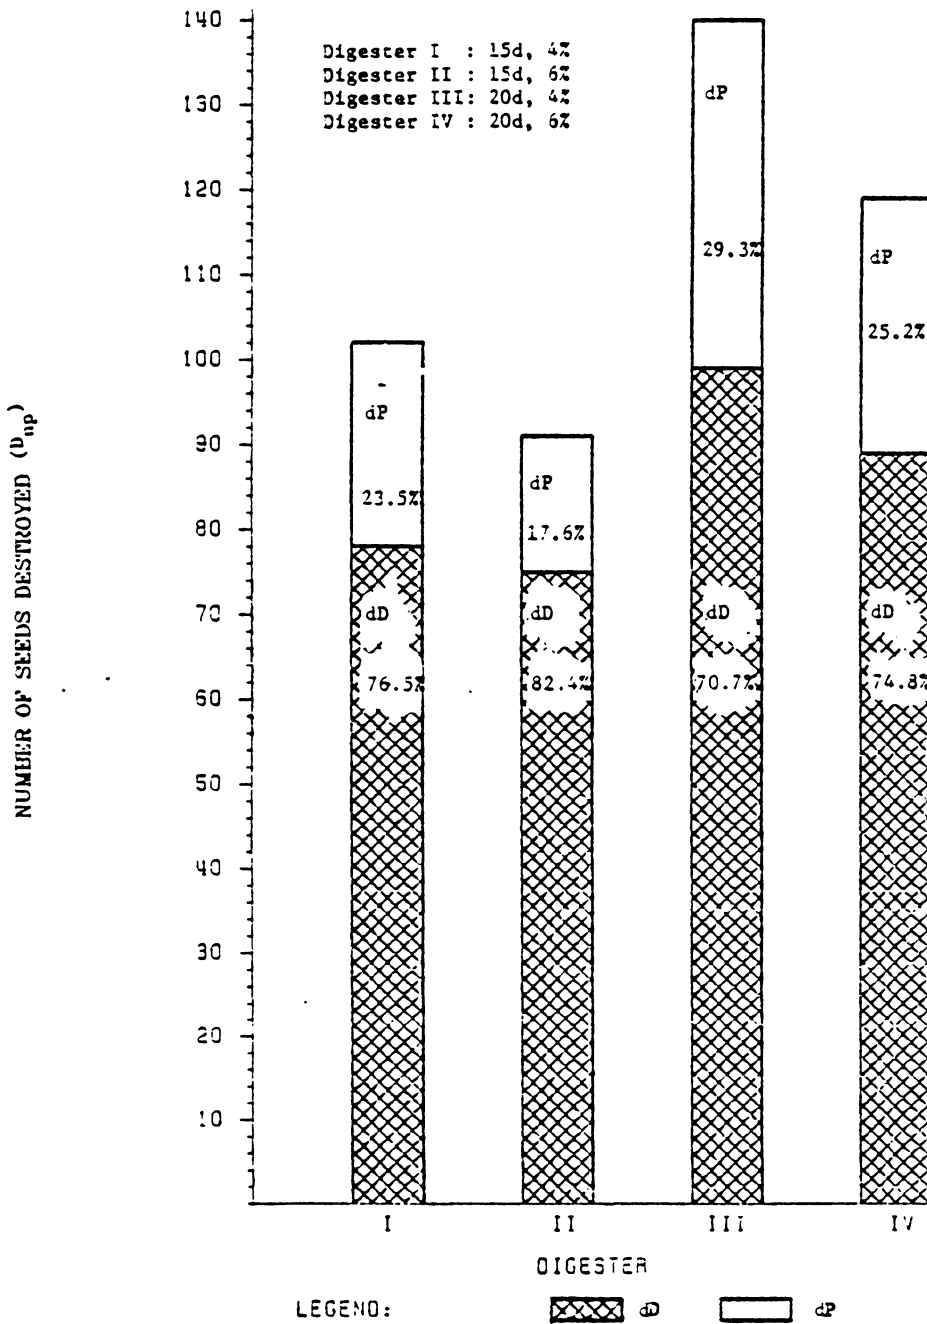 140
130
120
110
100
90
80
70
60
50
40
30
20
10
NUMBER OF SEEDS DESTROYED (Dnp)
Digester I : 15d, 4%
Digester II : 15d, 6%
Digester III: 20d, 4%
Digester IV : 20d, 6%
dP
23.5%
dD
76.5%
dP
17.6%
dD
82.4%
dP
29.3%
dD
70.7%
dP
25.2%
dD
74.8%
I II III IV
DIGESTER
LEGEND: dD dP